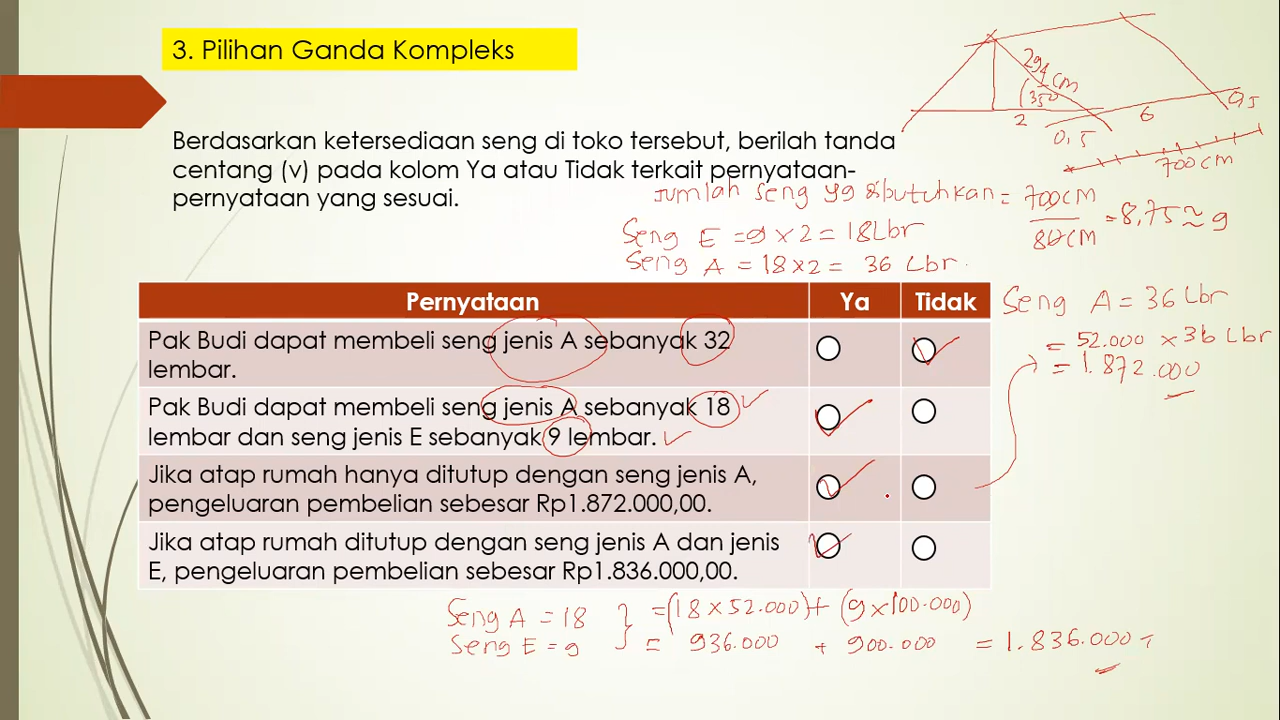 3. Pilihan Ganda Kompleks
294 cm
350
2
0,5
6
0,5
700 cm
Berdasarkan ketersediaan seng di toko tersebut, berilah tanda
centang (v) pada kolom Ya atau Tidak terkait pernyataan-
pernyataan yang sesuai.
Jumlah seng yg dibutuhkan = 700 cm / 80 cm = 8,75 ≈ 9
Seng E = 9 x 2 = 18 Lbr
Seng A = 18 x 2 = 36 Lbr.
Pernyataan Ya Tidak
Pak Budi dapat membeli seng jenis A sebanyak 32
lembar.
Pak Budi dapat membeli seng jenis A sebanyak 18
lembar dan seng jenis E sebanyak 9 lembar.
Jika atap rumah hanya ditutup dengan seng jenis A,
pengeluaran pembelian sebesar Rp1.872.000,00.
Jika atap rumah ditutup dengan seng jenis A dan jenis
E, pengeluaran pembelian sebesar Rp1.836.000,00.
Seng A = 36 Lbr
= 52.000 x 36 Lbr
= 1.872.000
Seng A = 18 } = (18 x 52.000) + (9 x 100.000)
Seng E = 9 = 936.000 + 900.000 = 1.836.000